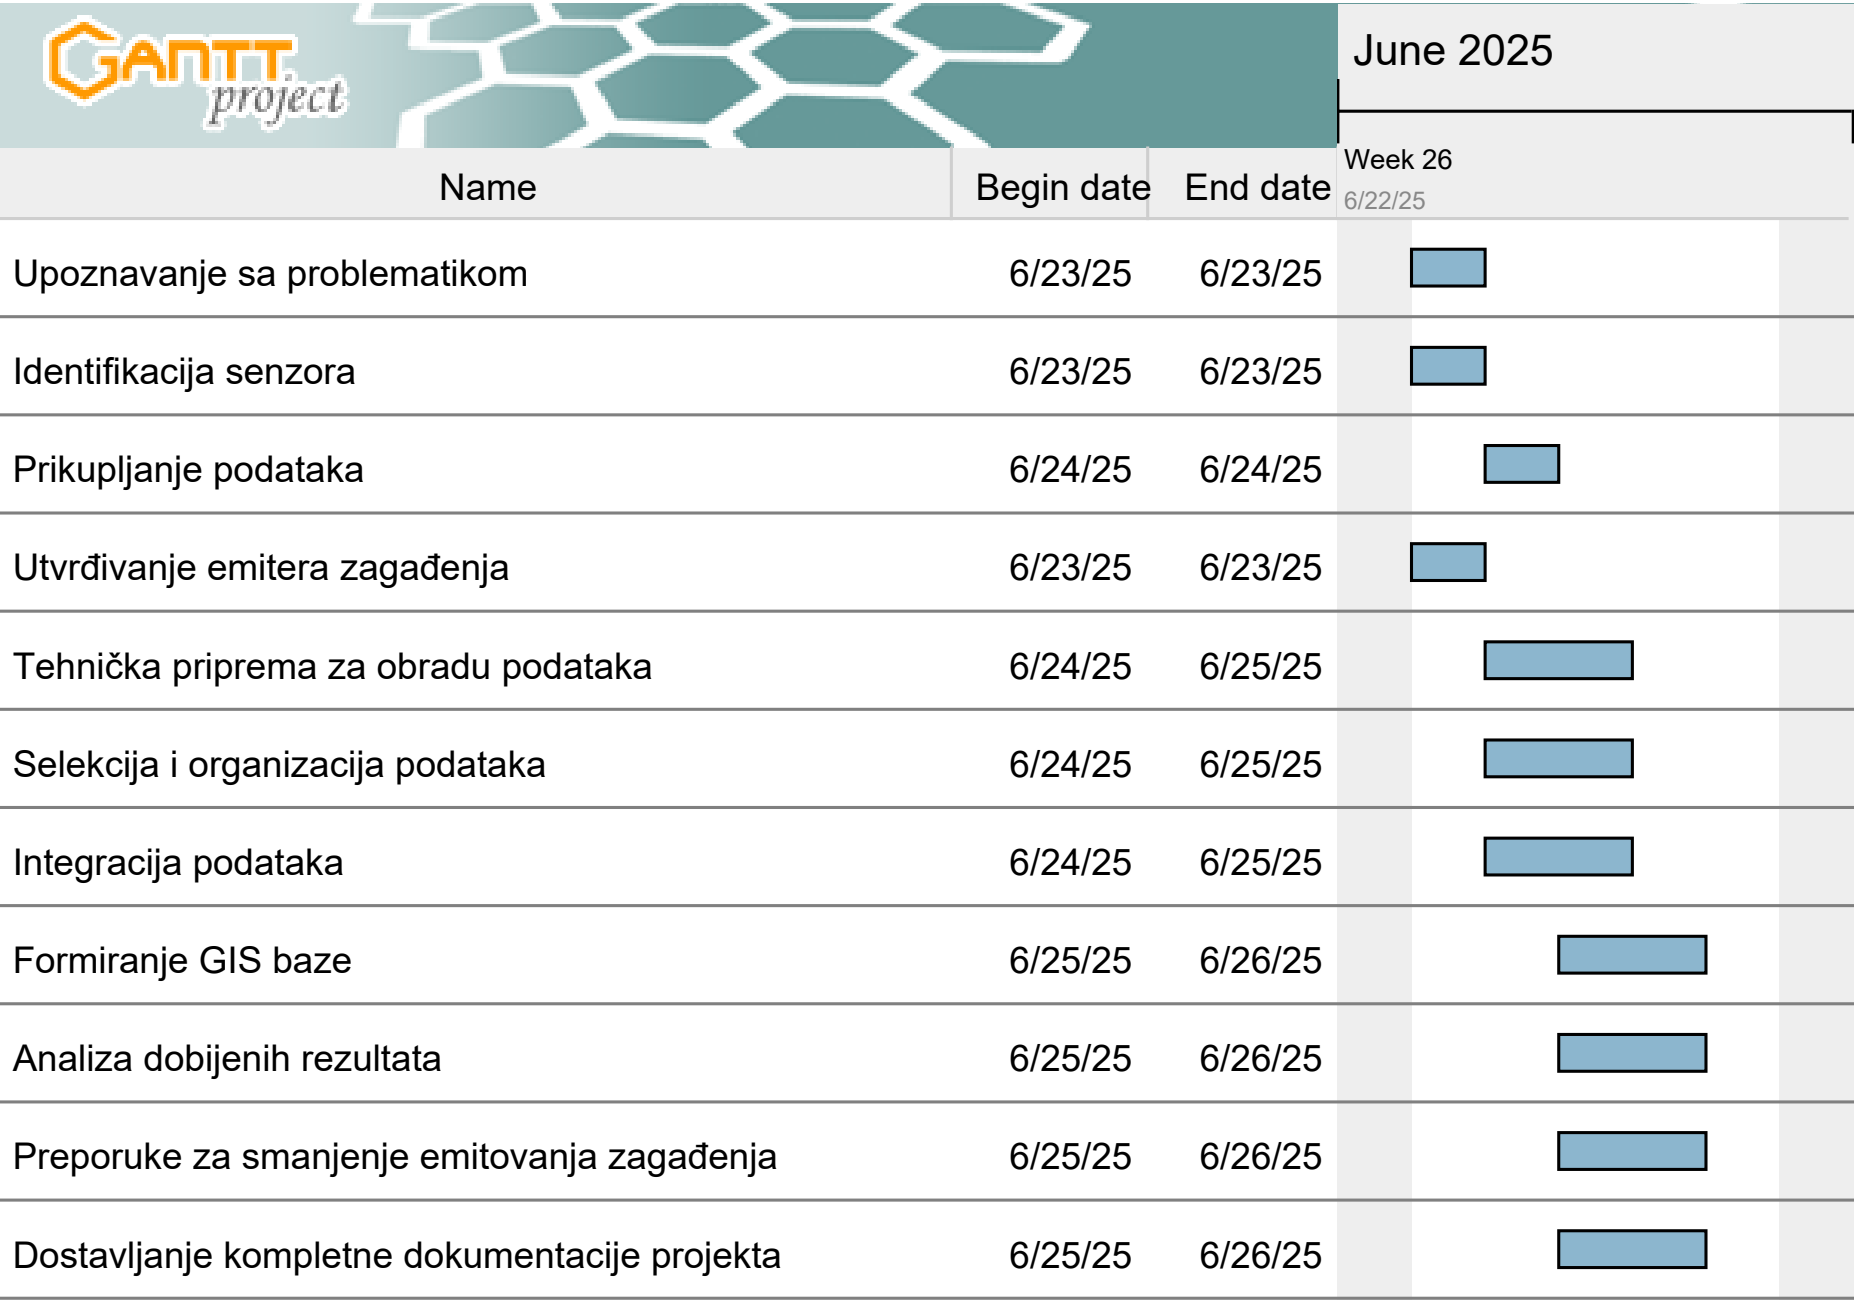 GANTT
project
June 2025
Week 26
6/22/25
Name Begin date End date
Upoznavanje sa problematikom 6/23/25 6/23/25
Identifikacija senzora 6/23/25 6/23/25
Prikupljanje podataka 6/24/25 6/24/25
Utvrđivanje emitera zagađenja 6/23/25 6/23/25
Tehnička priprema za obradu podataka 6/24/25 6/25/25
Selekcija i organizacija podataka 6/24/25 6/25/25
Integracija podataka 6/24/25 6/25/25
Formiranje GIS baze 6/25/25 6/26/25
Analiza dobijenih rezultata 6/25/25 6/26/25
Preporuke za smanjenje emitovanja zagađenja 6/25/25 6/26/25
Dostavljanje kompletne dokumentacije projekta 6/25/25 6/26/25